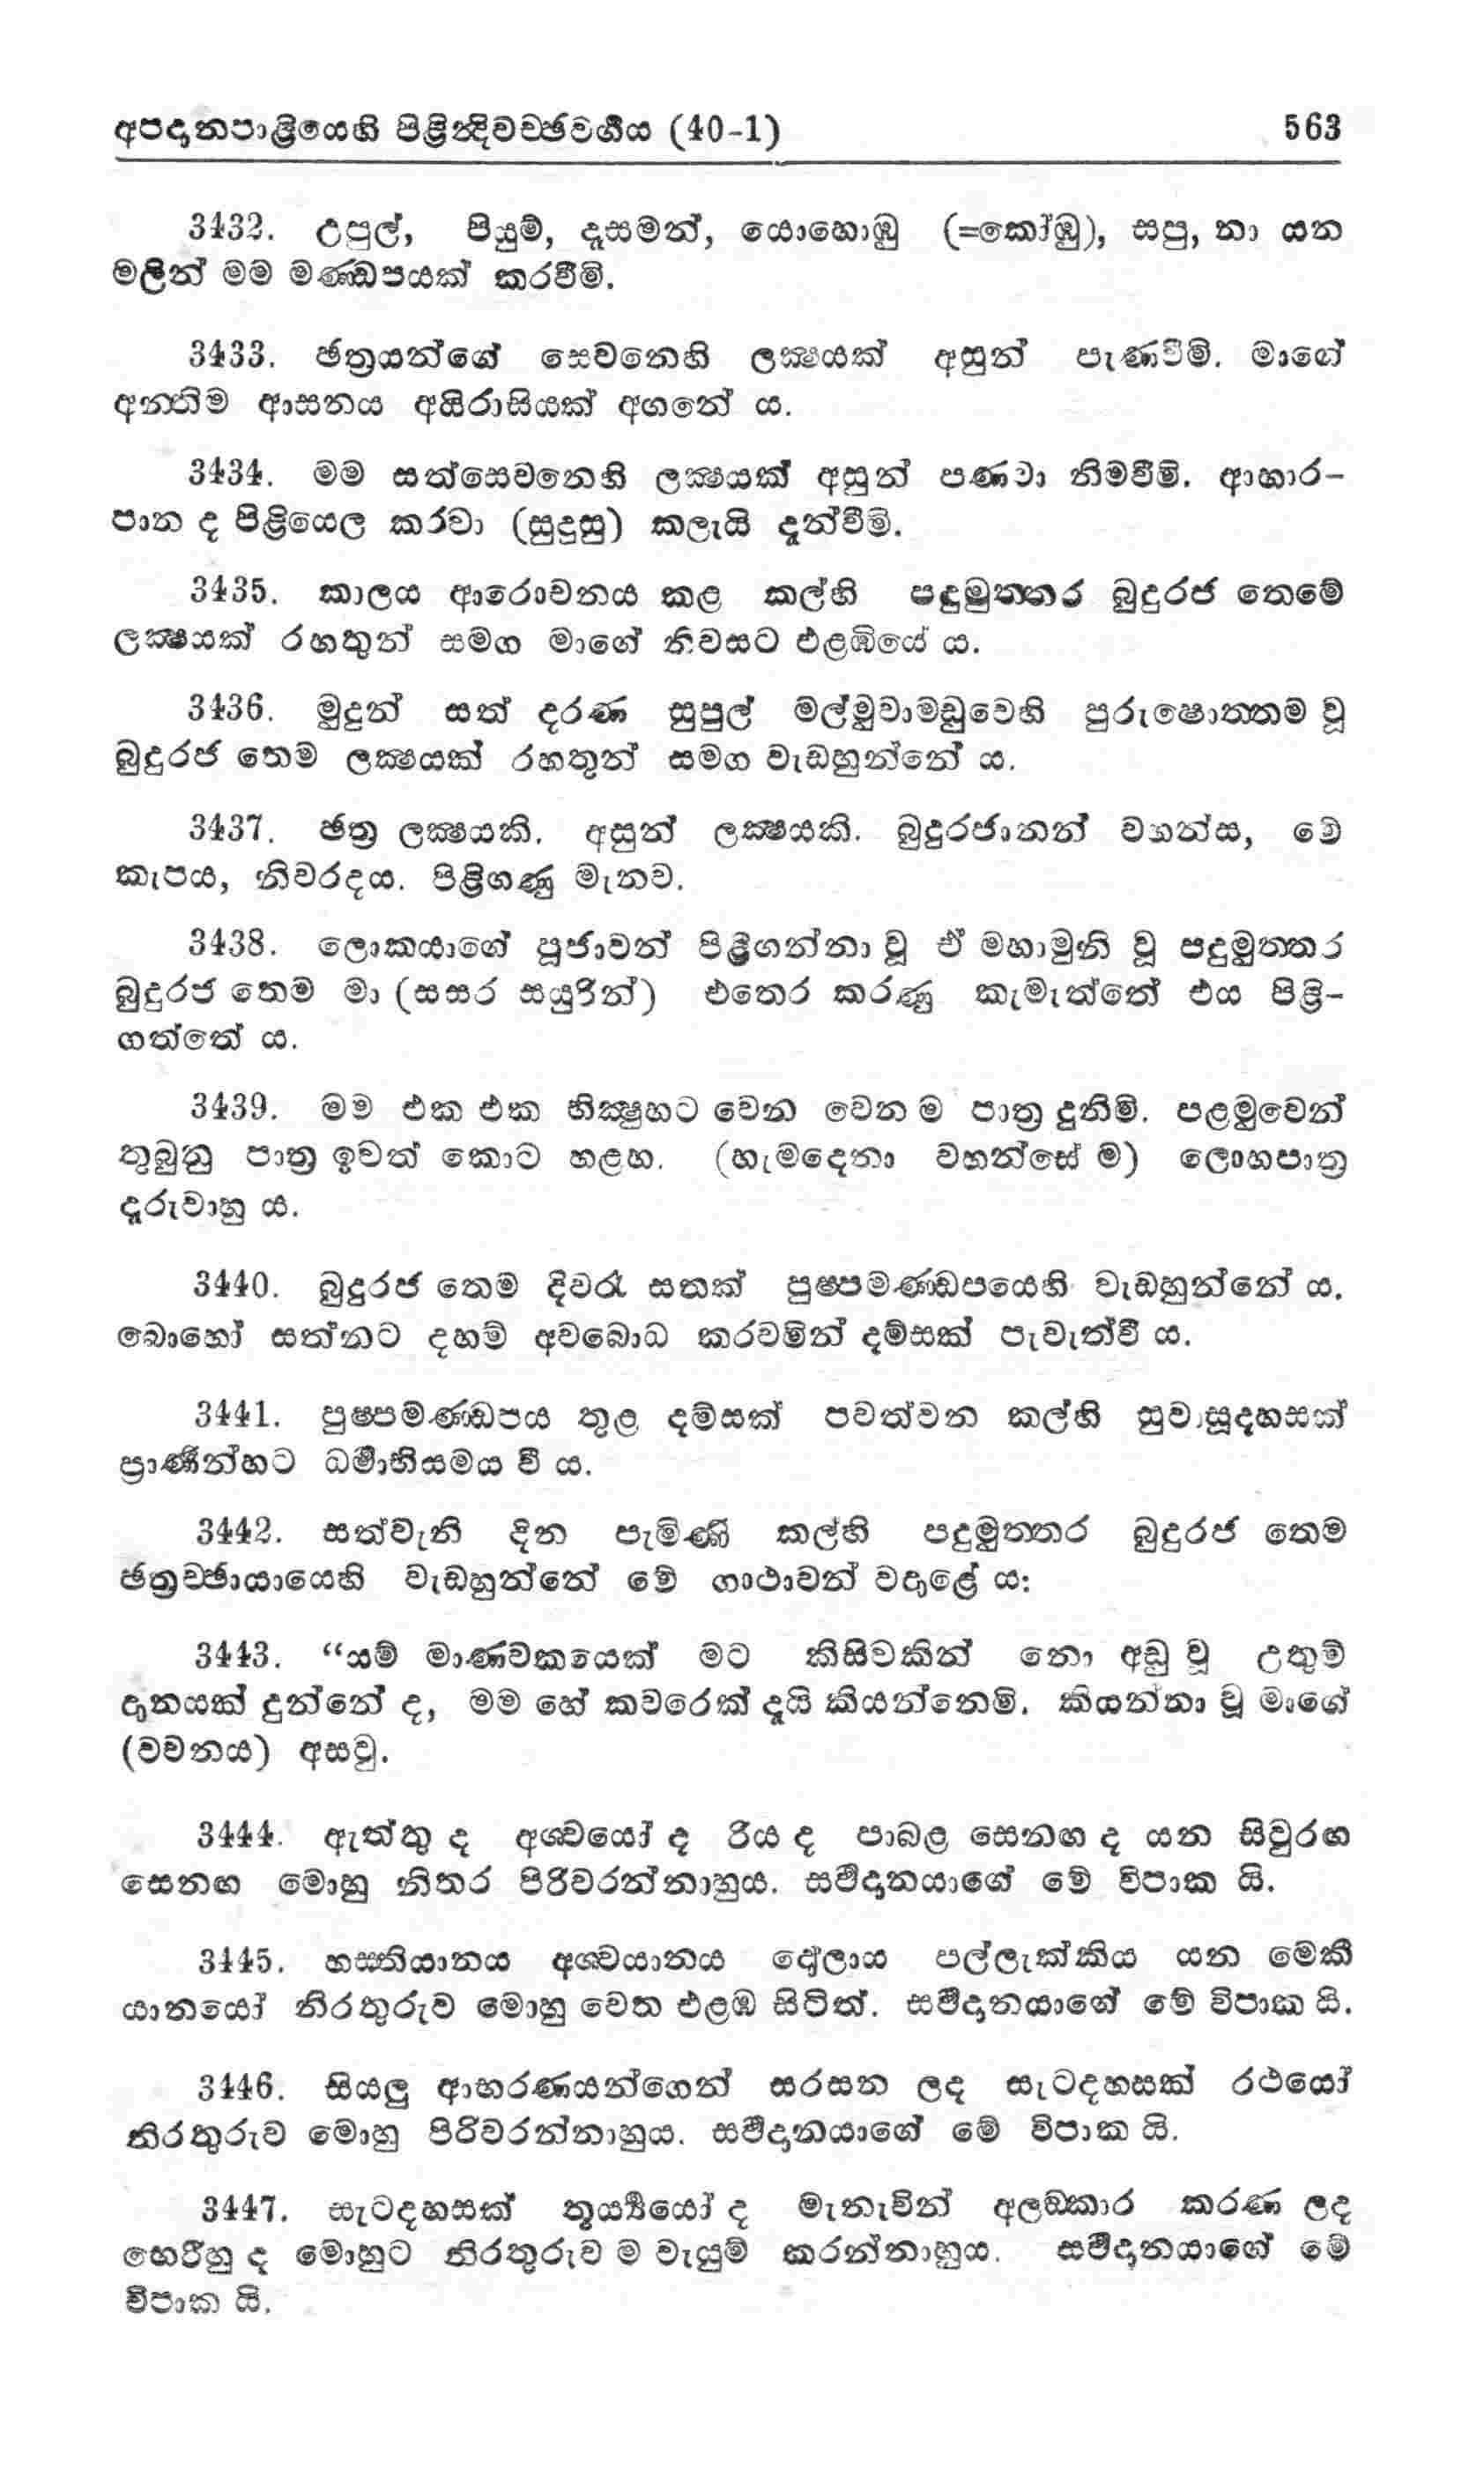 අපදානපාළියෙහි පිළින්දිවච්ඡවර්ගය (40-1) 563
3432. උපුල්, පියුම්, දෑසමන්, යොහොඹු (=කෝඹු), සපු, නා යන
මලින් මම මණ්ඩපයක් කරවීමි.
3433. ඡත්‍රයන්ගේ සෙවනෙහි ලක්‍ෂයක් අසුන් පැණවීමි. මාගේ
අන්තිම ආසනය අයිරාසියක් අගනේ ය.
3434. මම සත්සෙවනෙහි ලක්‍ෂයක් අසුන් පණවා නිමවීමි. ආහාර-
පාන ද පිළියෙල කරවා (සුදුසු) කලැයි දැන්වීමි.
3435. කාලය ආරොචනය කළ කල්හි පදුමුත්තර බුදුරජ තෙමේ
ලක්‍ෂයක් රහතුන් සමග මාගේ නිවසට එළඹියේ ය.
3436. මුදුන් සත් දරණ සුපුල් මල්මුවාමඩුවෙහි පුරුෂොත්තම වූ
බුදුරජ තෙම ලක්‍ෂයක් රහතුන් සමග වැඩහුන්නේ ය.
3437. ඡත්‍ර ලක්‍ෂයකි. අසුන් ලක්‍ෂයකි. බුදුරජානන් වහන්ස, මේ
කැපය, නිවරදය. පිළිගණු මැනව.
3438. ලොකයාගේ පූජාවන් පිළිගන්නා වූ ඒ මහාමුනි වූ පදුමුත්තර
බුදුරජ තෙම මා (සසර සයුරින්) එතෙර කරණු කැමැත්තේ එය පිළි-
ගත්තේ ය.
3439. මම එක එක භික්‍ෂුහට වෙන වෙන ම පාත්‍ර දුනිමි. පළමුවෙන්
තුබුනු පාත්‍ර ඉවත් කොට හළහ. (හැමදෙනා වහන්සේ ම) ලොහපාත්‍ර
දැරුවාහු ය.
3440. බුදුරජ තෙම දිවරෑ සතක් පුෂ්පමණ්ඩපයෙහි වැඩහුන්නේ ය.
බොහෝ සත්නට දහම් අවබොධ කරවමින් දම්සක් පැවැත්වී ය.
3441. පුෂ්පමණ්ඩපය තුළ දම්සක් පවත්වන කල්හි සුවාසූදහසක්
ප්‍රාණීන්හට ධර්මාභිසමය වී ය.
3442. සත්වැනි දින පැමිණි කල්හි පදුමුත්තර බුදුරජ තෙම
ඡත්‍රච්ඡායායෙහි වැඩහුන්නේ මේ ගාථාවන් වදාළේ ය:
3443. “යම් මාණවකයෙක් මට කිසිවකින් නො අඩු වූ උතුම්
දානයක් දුන්නේ ද, මම හේ කවරෙක් දැයි කියන්නෙමි. කියන්නා වූ මාගේ
(වචනය) අසවු.
3444. ඇත්තු ද අශ්වයෝ ද රිය ද පාබළ සෙනඟ ද යන සිවුරඟ
සෙනඟ මොහු නිතර පිරිවරන්නාහුය. සර්වදානයාගේ මේ විපාක යි.
3445. හස්තියානය අශ්වයානය දෝලාය පල්ලැක්කිය යන මෙකී
යානයෝ නිරතුරුව මොහු වෙත එළඹ සිටිත්. සර්වදානයාගේ මේ විපාක යි.
3446. සියලු ආභරණයන්ගෙන් සරසන ලද සැටදහසක් රථයෝ
නිරතුරුව මොහු පිරිවරන්නාහුය. සර්වදානයාගේ මේ විපාක යි.
3447. සැටදහසක් තූර්‍ය්‍යයෝ ද මැනැවින් අලඞ්කාර කරණ ලද
භෙරීහු ද මොහුට නිරතුරුව ම වැයුම් කරන්නාහුය. සර්වදානයාගේ මේ
විපාක යි.